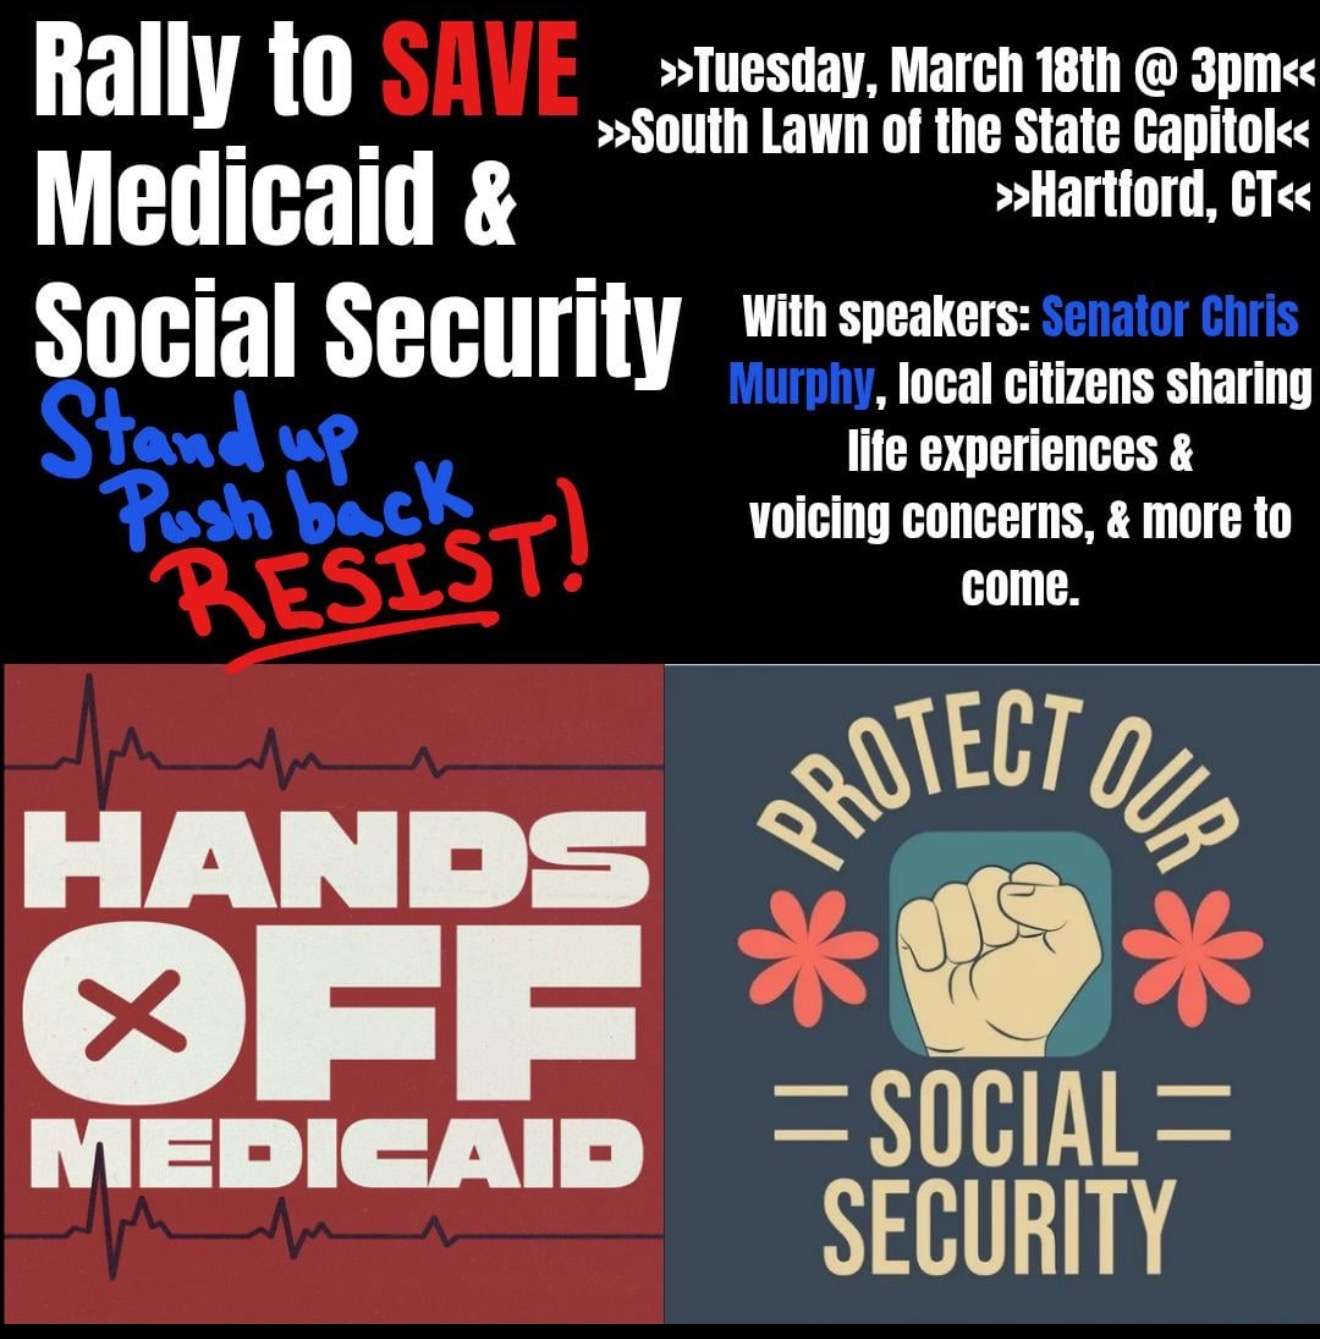 Rally to SAVE
Medicaid &
Social Security
Stand up
Push back
RESIST!
»Tuesday, March 18th @ 3pm«
»South Lawn of the State Capitol«
»Hartford, CT«
With speakers: Senator Chris
Murphy, local citizens sharing
life experiences &
voicing concerns, & more to
come.
HANDS
OFF
MEDICAID
PROTECT OUR
SOCIAL
SECURITY